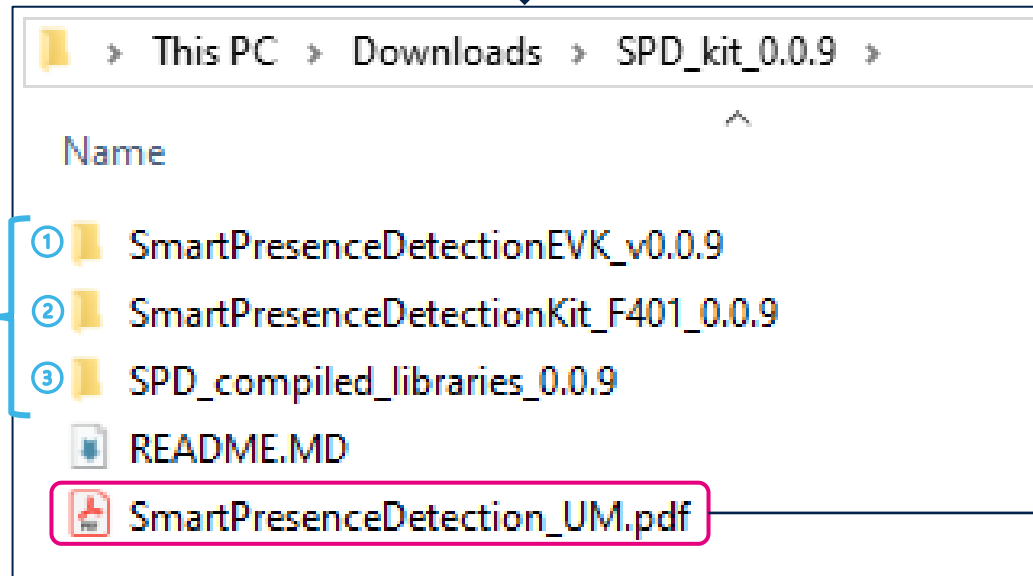 This PC > Downloads > SPD_kit_0.0.9 >
Name
1 SmartPresenceDetectionEVK_v0.0.9
2 SmartPresenceDetectionKit_F401_0.0.9
3 SPD_compiled_libraries_0.0.9
README.MD
SmartPresenceDetection_UM.pdf